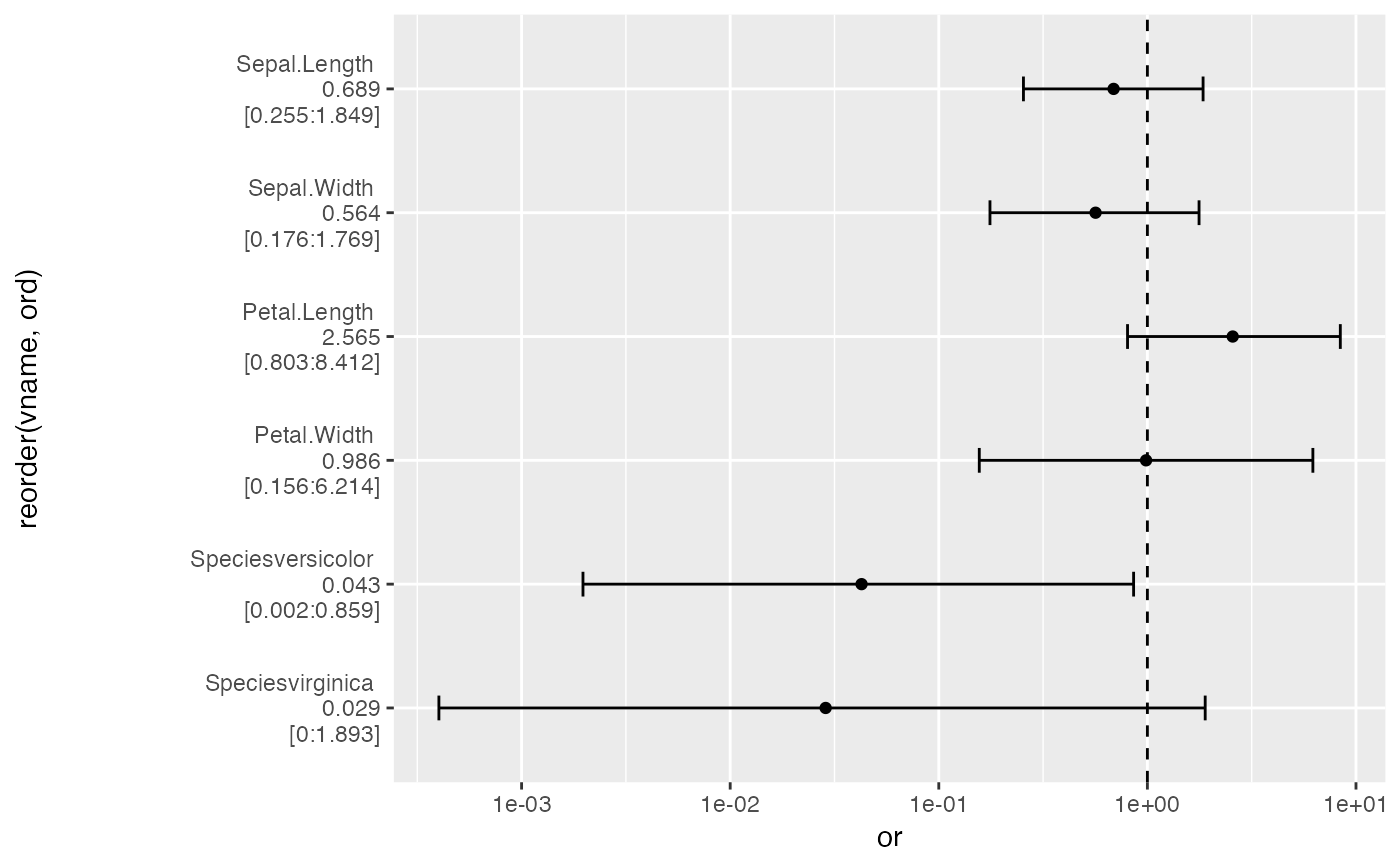 reorder(vname, ord)
Sepal.Length
0.689
[0.255:1.849]
Sepal.Width
0.564
[0.176:1.769]
Petal.Length
2.565
[0.803:8.412]
Petal.Width
0.986
[0.156:6.214]
Speciesversicolor
0.043
[0.002:0.859]
Speciesvirginica
0.029
[0:1.893]
1e-03 1e-02 1e-01 1e+00 1e+01
or